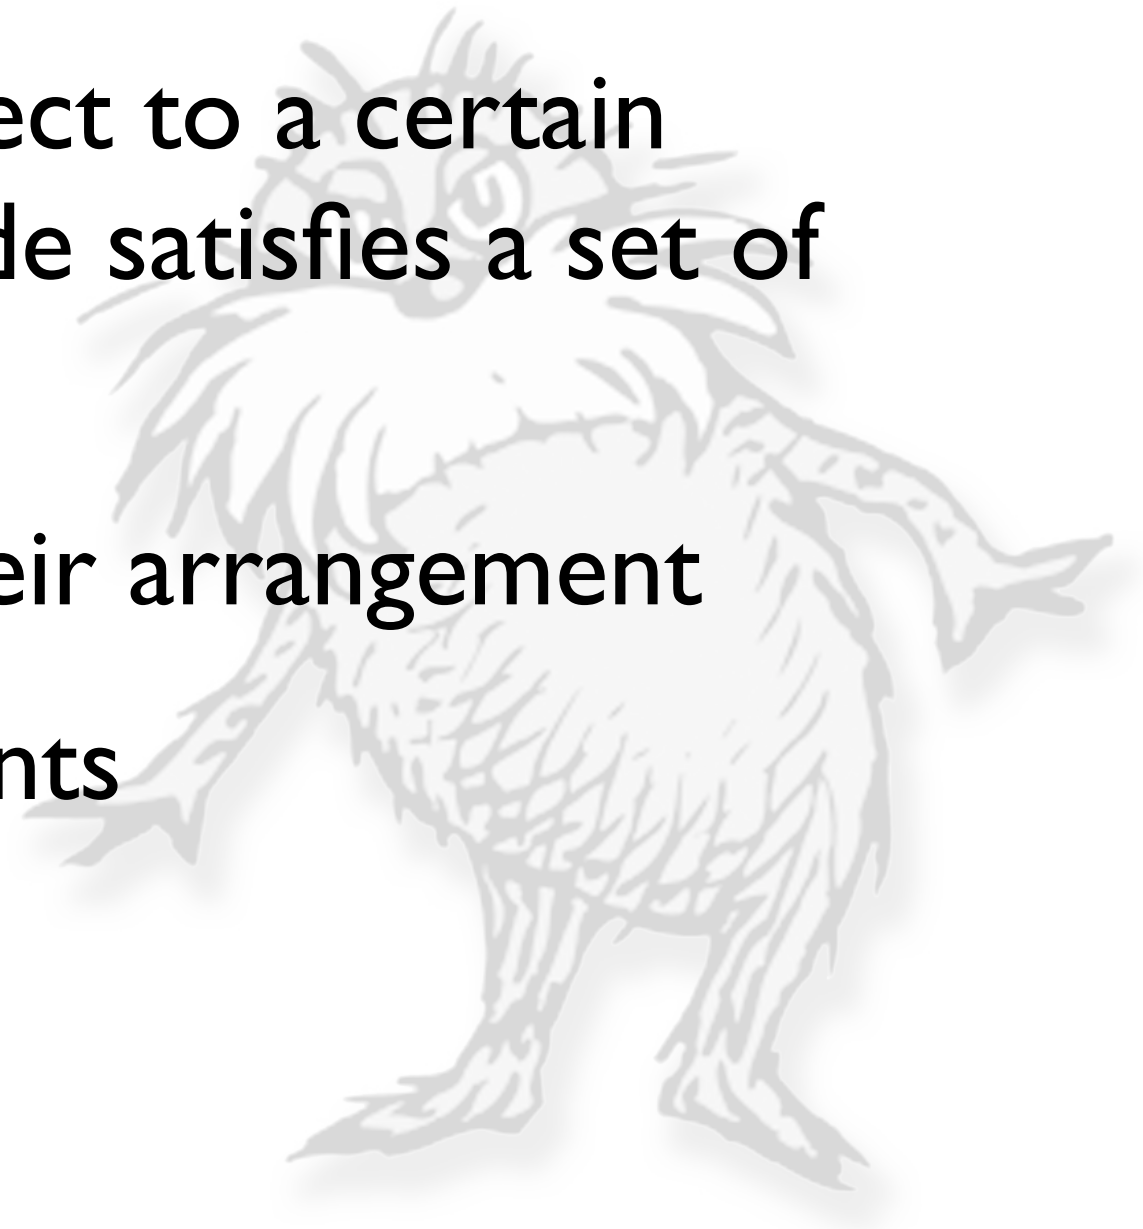 ect to a certain
de satisfies a set of
eir arrangement
nts